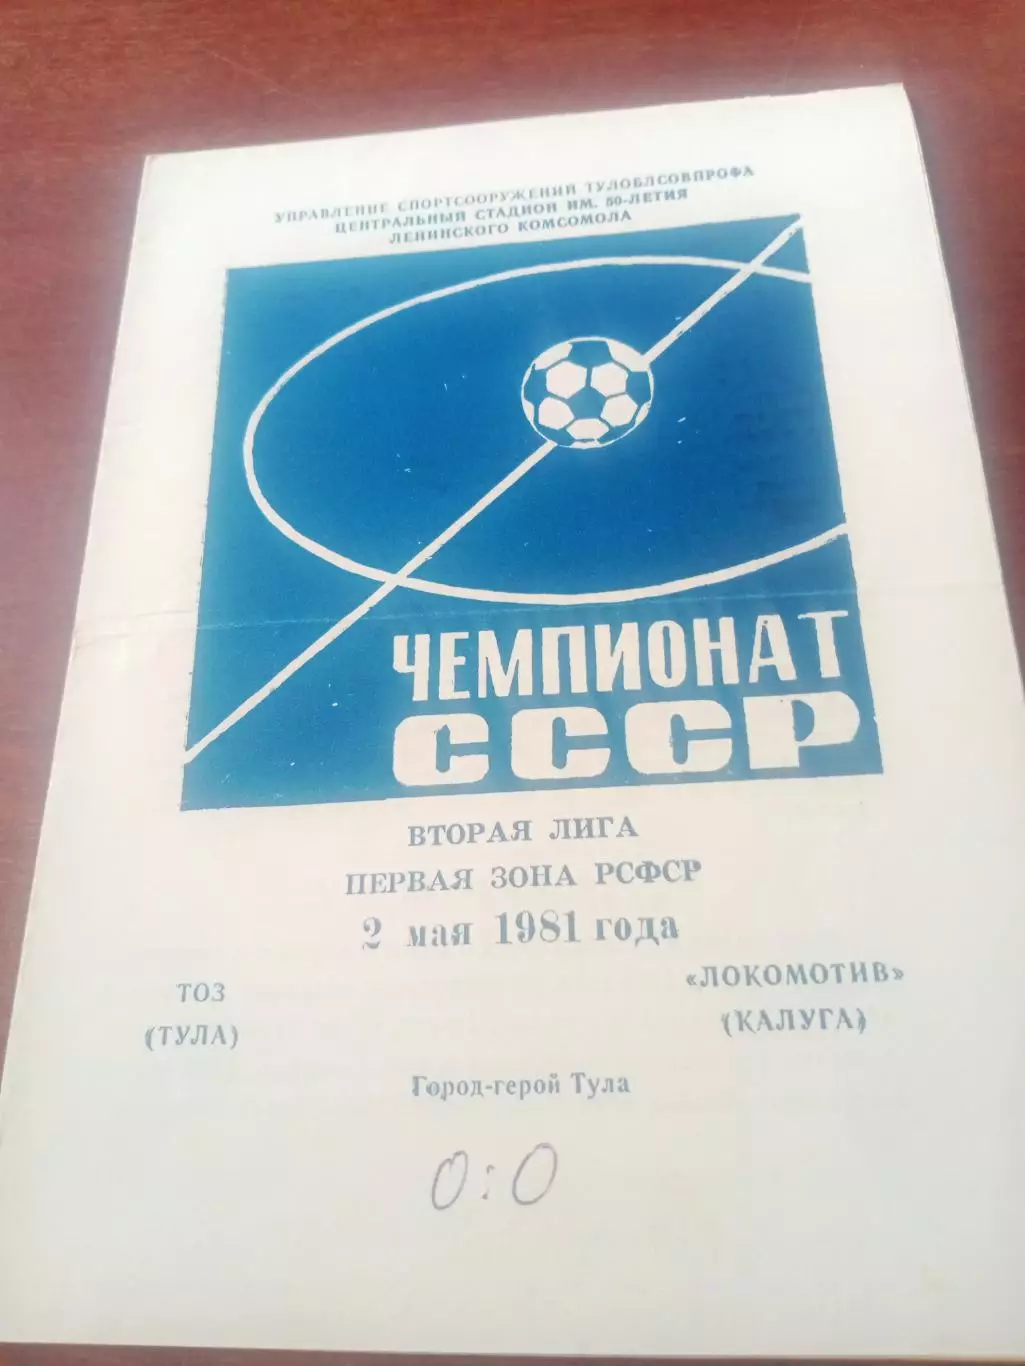 УПРАВЛЕНИЕ СПОРТСООРУЖЕНИЙ ТУЛОБЛСОВПРОФА
ЦЕНТРАЛЬНЫЙ СТАДИОН ИМ. 50-ЛЕТИЯ
ЛЕНИНСКОГО КОМСОМОЛА
ЧЕМПИОНАТ
СССР
ВТОРАЯ ЛИГА
ПЕРВАЯ ЗОНА РСФСР
2 мая 1981 года
ТОЗ
(ТУЛА)
«ЛОКОМОТИВ»
(КАЛУГА)
Город-герой Тула
0:0